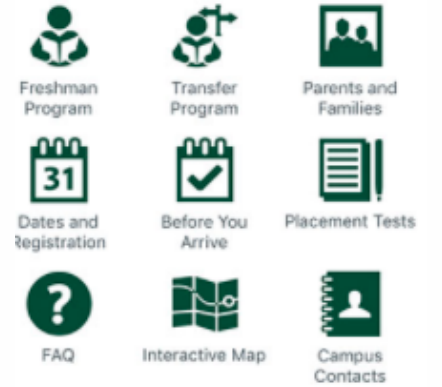 Freshman
Program
Transfer
Program
Parents and
Families
31
Dates and
Registration
Before You
Arrive
Placement Tests
?
FAQ
Interactive Map
Campus
Contacts